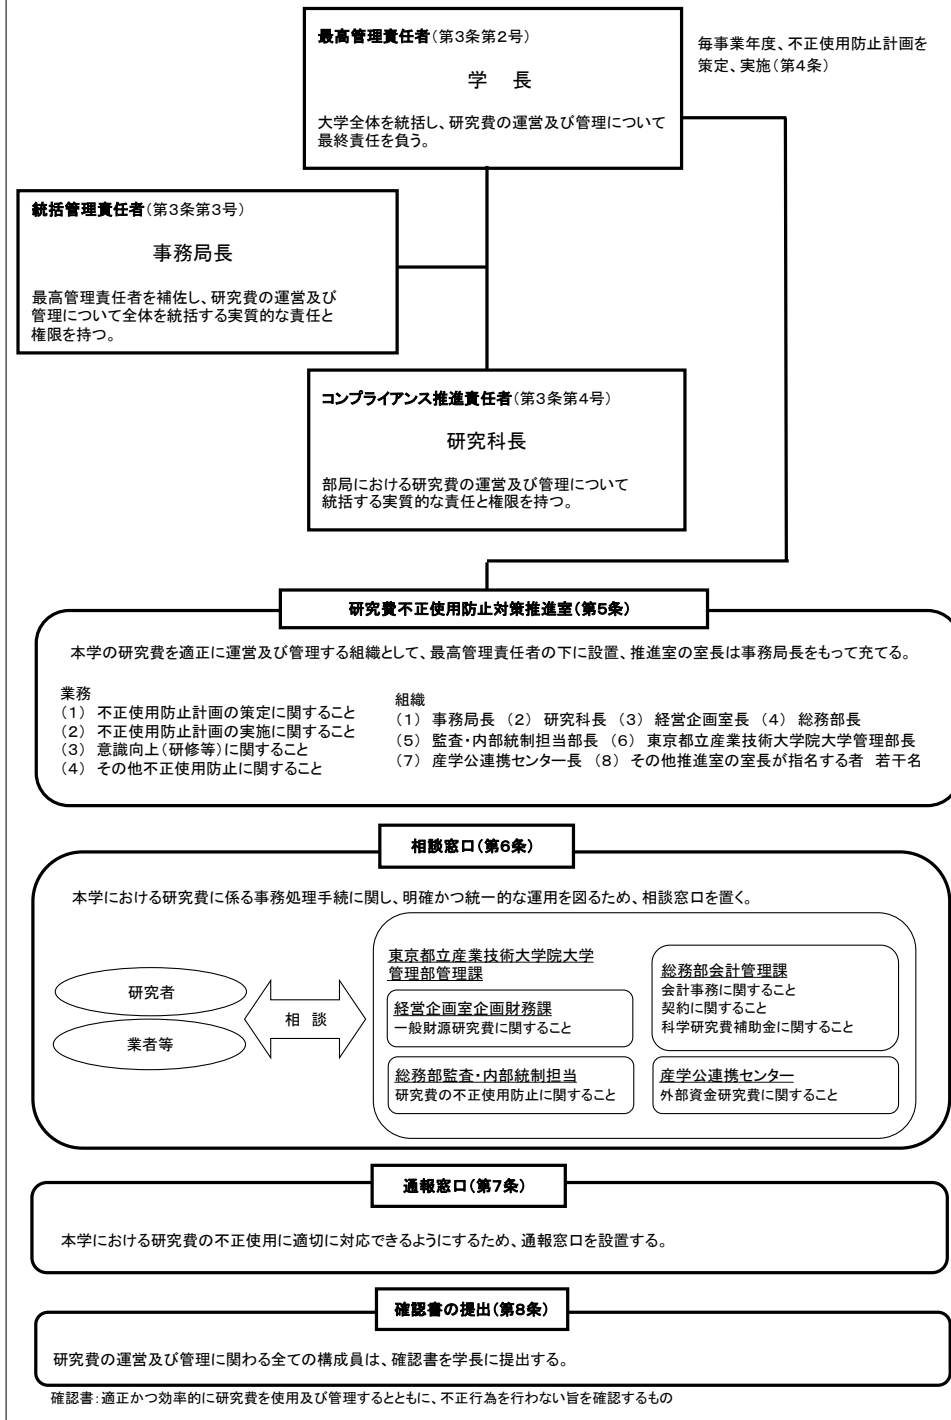 最高管理責任者(第3条第2号)
学　長
大学全体を統括し、研究費の運営及び管理について
最終責任を負う。
毎事業年度、不正使用防止計画を
策定、実施(第4条)
統括管理責任者(第3条第3号)
事務局長
最高管理責任者を補佐し、研究費の運営及び
管理について全体を統括する実質的な責任と
権限を持つ。
コンプライアンス推進責任者(第3条第4号)
研究科長
部局における研究費の運営及び管理について
統括する実質的な責任と権限を持つ。
研究費不正使用防止対策推進室(第5条)
本学の研究費を適正に運営及び管理する組織として、最高管理責任者の下に設置、推進室の室長は事務局長をもって充てる。
業務
(1) 不正使用防止計画の策定に関すること
(2) 不正使用防止計画の実施に関すること
(3) 意識向上(研修等)に関すること
(4) その他不正使用防止に関すること
組織
(1) 事務局長 (2) 研究科長 (3) 経営企画室長 (4) 総務部長
(5) 監査・内部統制担当部長 (6) 東京都立産業技術大学院大学管理部長
(7) 産学公連携センター長 (8) その他推進室の室長が指名する者 若干名
相談窓口(第6条)
本学における研究費に係る事務処理手続に関し、明確かつ統一的な運用を図るため、相談窓口を置く。
研究者
業者等
相 談
東京都立産業技術大学院大学
管理部管理課
経営企画室企画財務課
一般財源研究費に関すること
総務部監査・内部統制担当
研究費の不正使用防止に関すること
総務部会計管理課
会計事務に関すること
契約に関すること
科学研究費補助金に関すること
産学公連携センター
外部資金研究費に関すること
通報窓口(第7条)
本学における研究費の不正使用に適切に対応できるようにするため、通報窓口を設置する。
確認書の提出(第8条)
研究費の運営及び管理に関わる全ての構成員は、確認書を学長に提出する。
確認書:適正かつ効率的に研究費を使用及び管理するとともに、不正行為を行わない旨を確認するもの